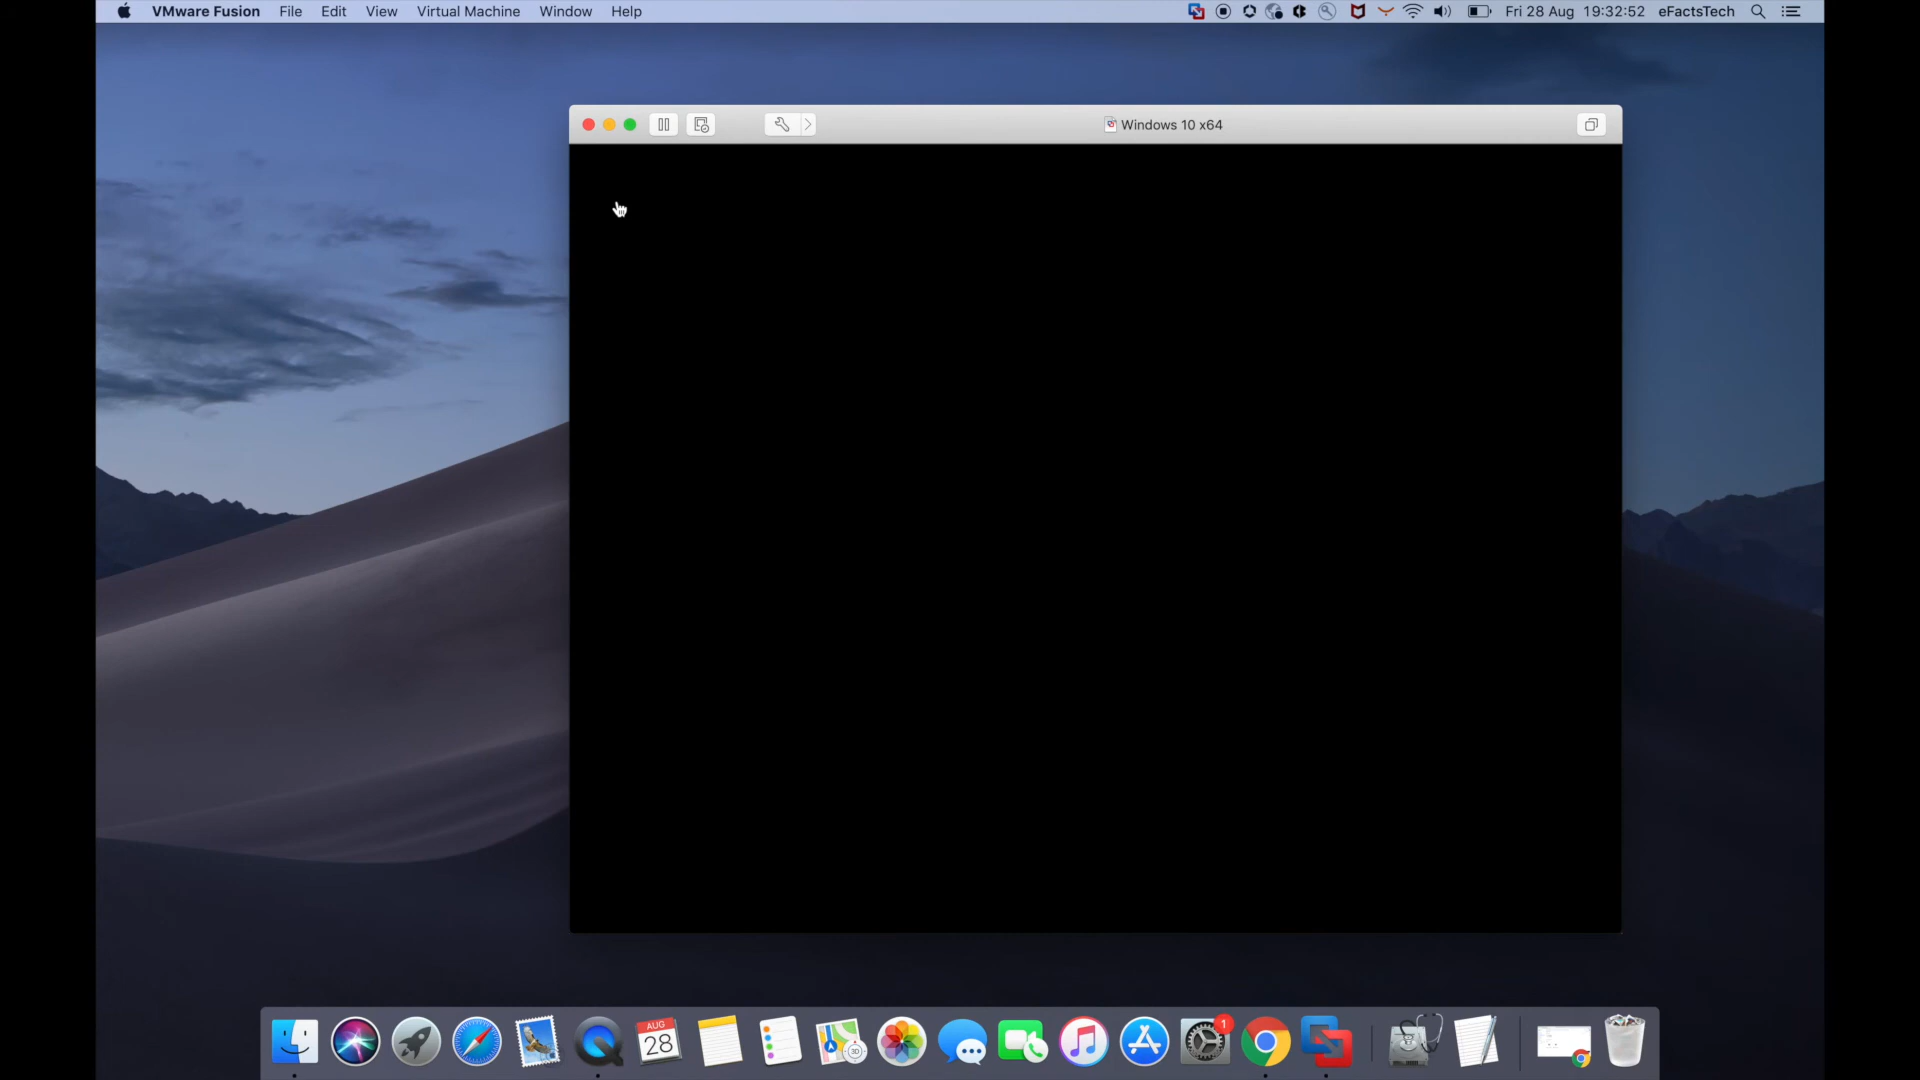 VMware Fusion File Edit View Virtual Machine Window Help Fri 28 Aug 19:32:52 eFactsTech
Windows 10 x64
AUG
28
3D
1